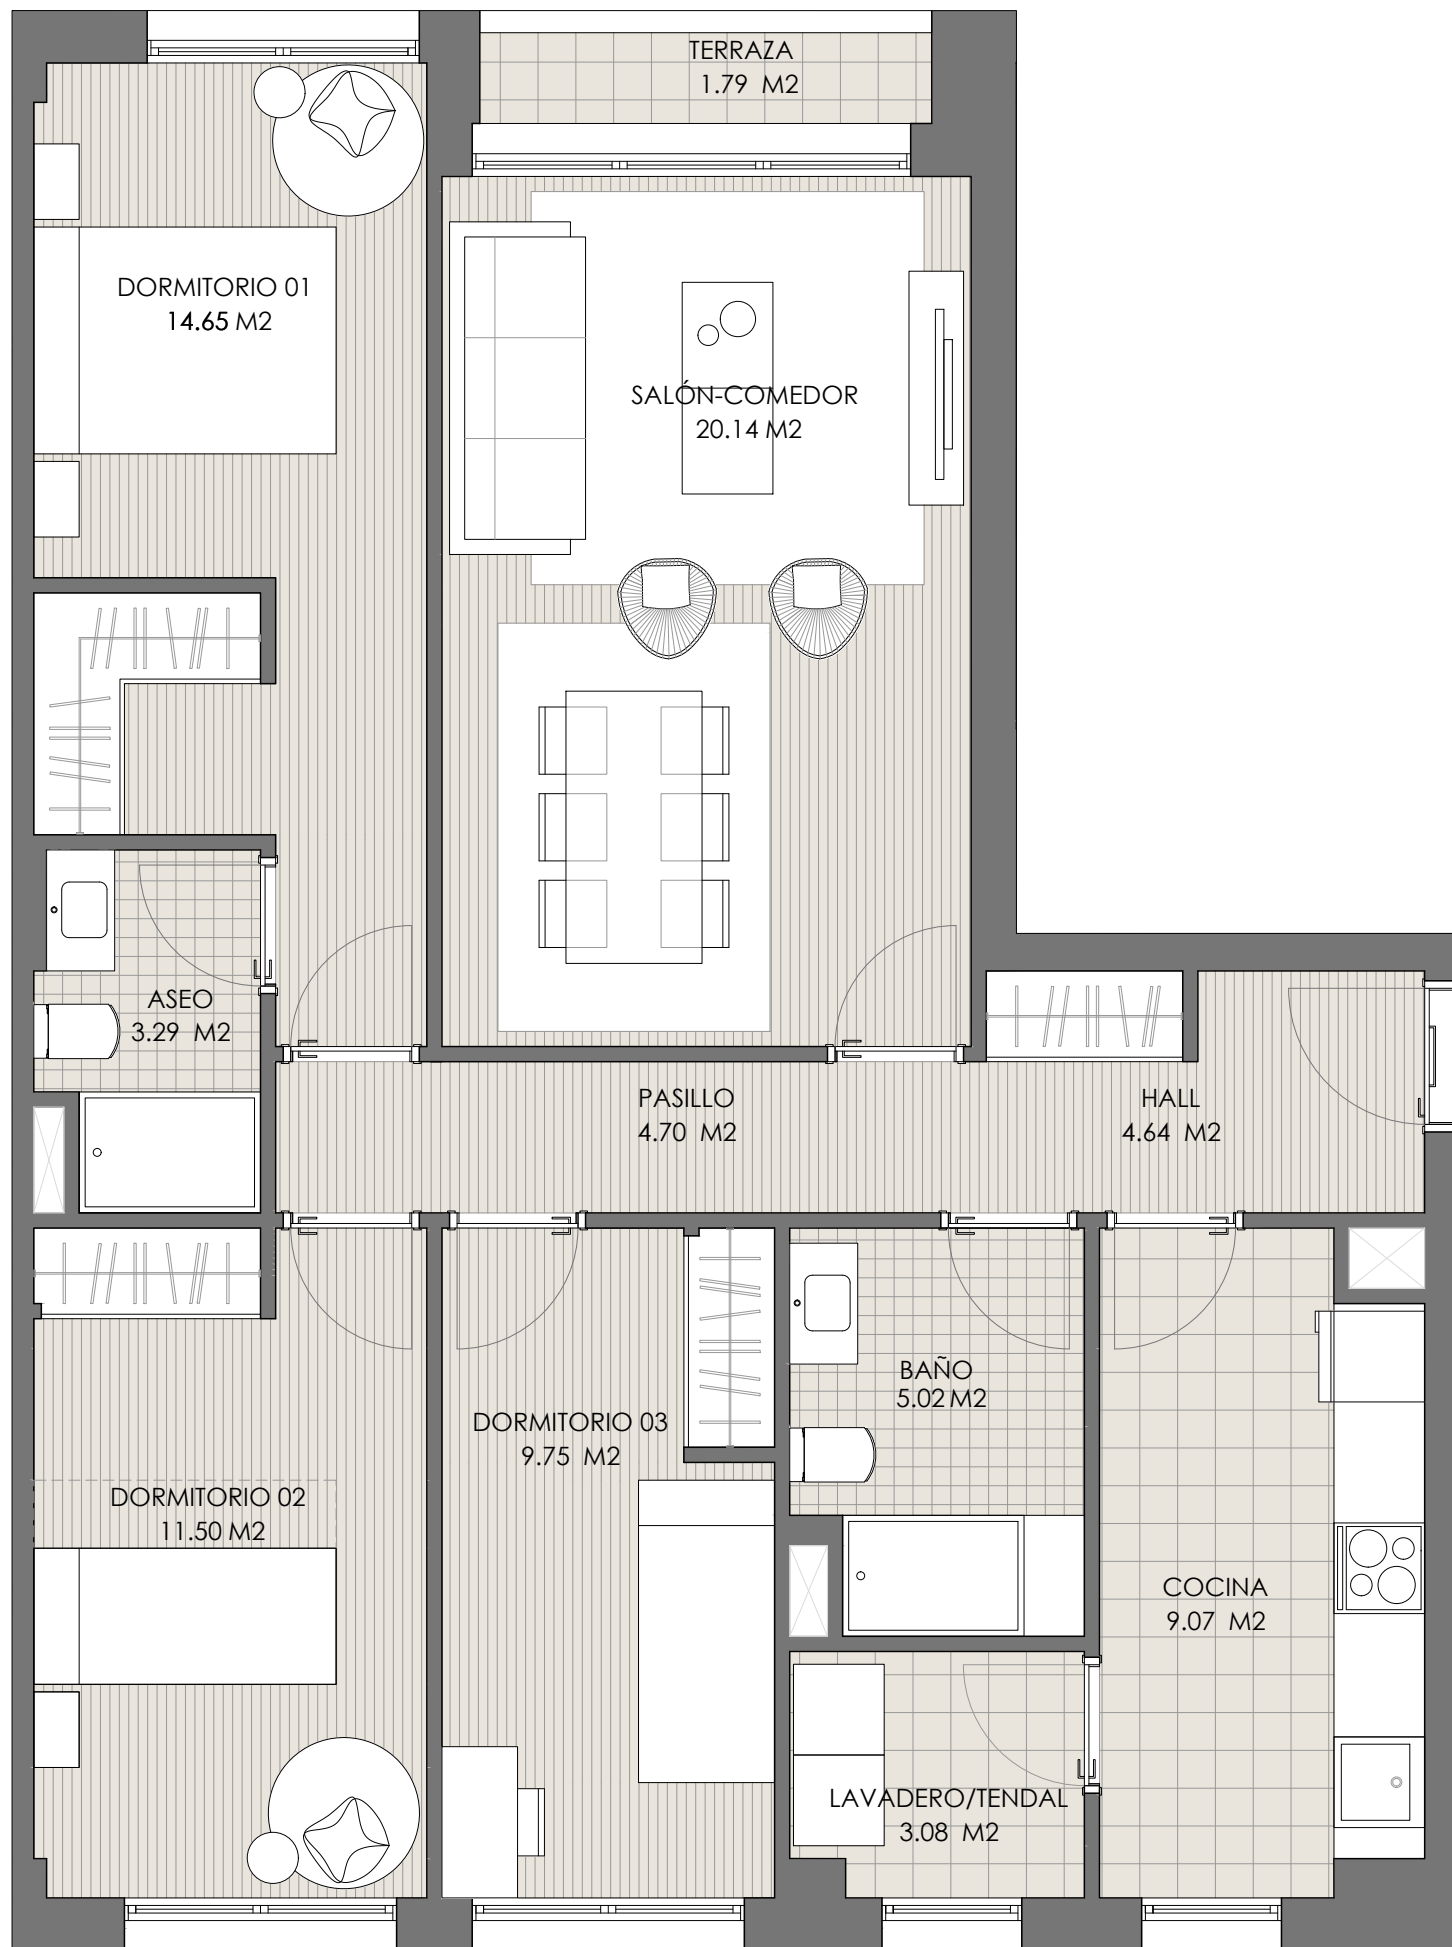 TERRAZA
1.79 M2
DORMITORIO 01
14.65 M2
SALÓN-COMEDOR
20.14 M2
ASEO
3.29 M2
PASILLO
4.70 M2
HALL
4.64 M2
BAÑO
5.02 M2
DORMITORIO 03
9.75 M2
DORMITORIO 02
11.50 M2
COCINA
9.07 M2
LAVADERO/TENDAL
3.08 M2